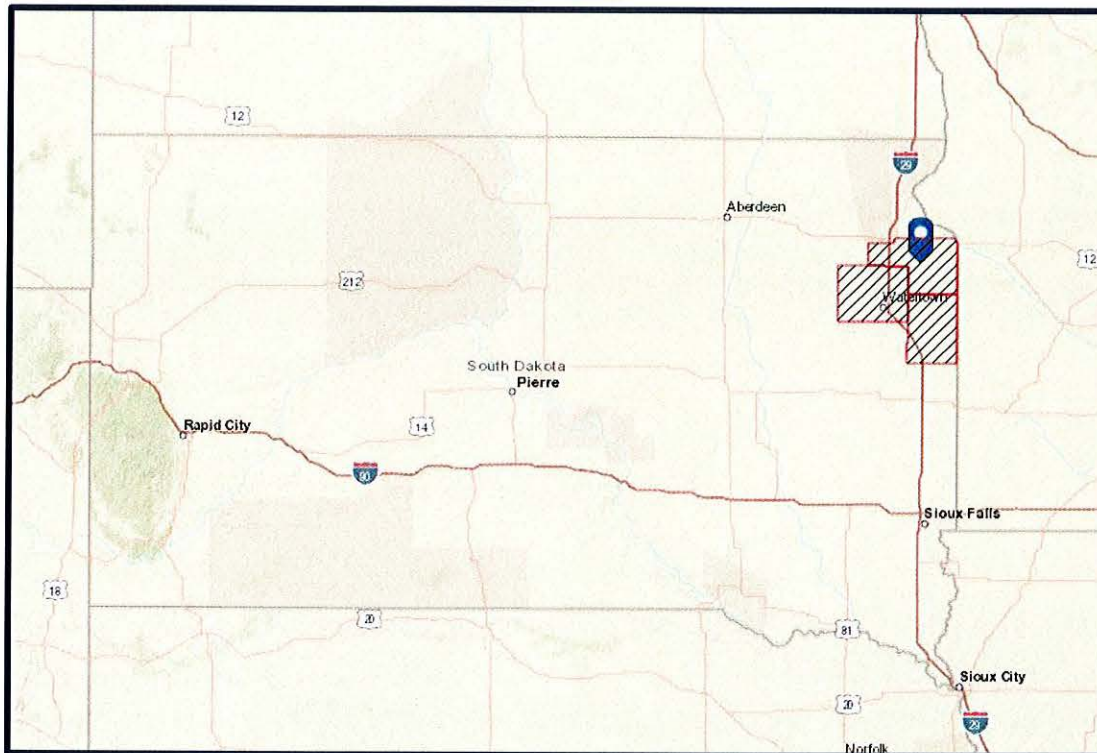 12
29
Aberdeen
12
212
Watertown
South Dakota
Pierre
14
Rapid City
90
Sioux Falls
18
20
81
Sioux City
20
29
Norfolk